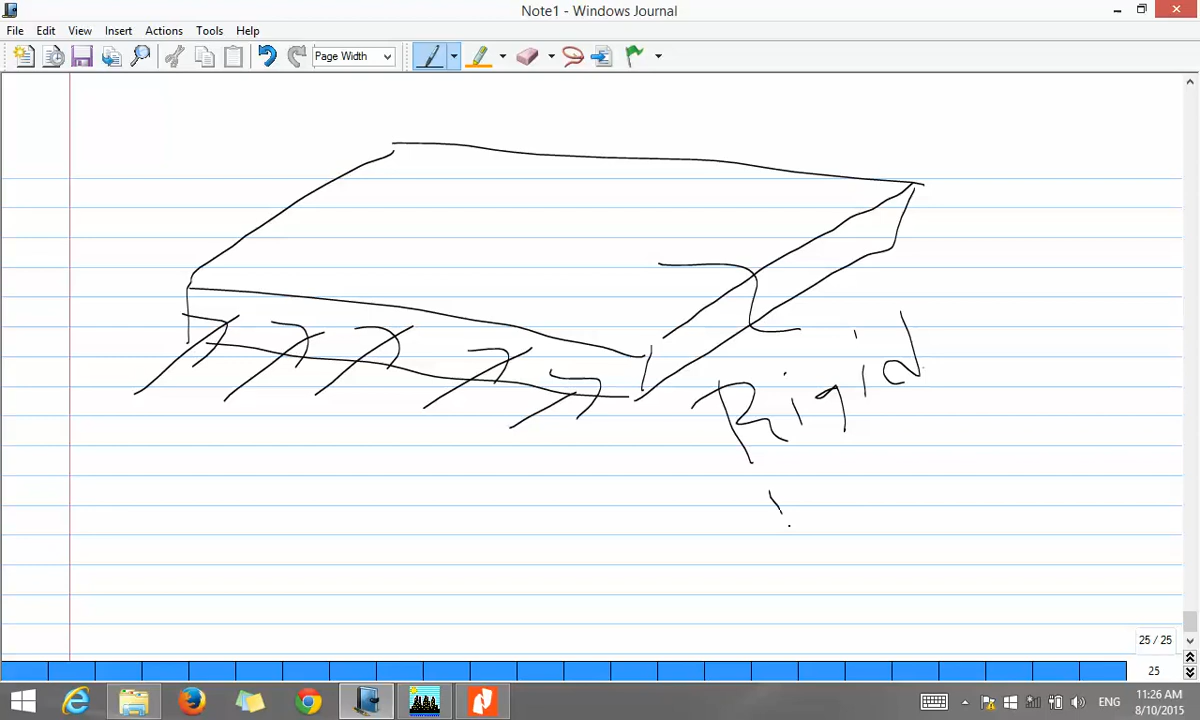 Note1 - Windows Journal
File Edit View Insert Actions Tools Help
Page Width
Rigid
25 / 25
25
ENG
11:26 AM
8/10/2015